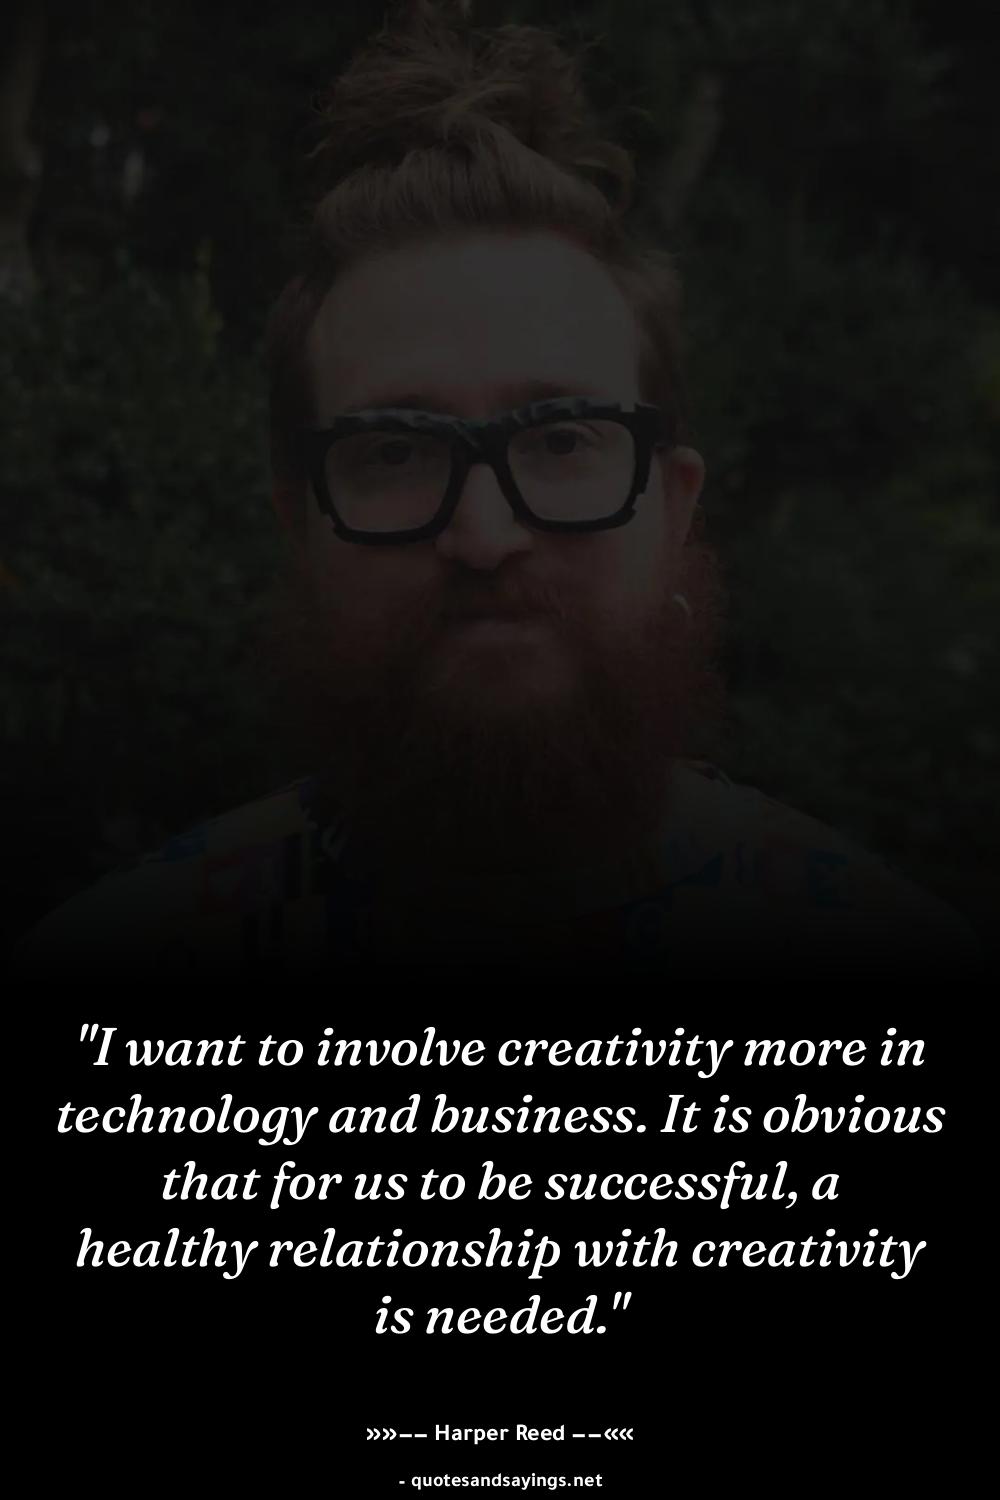 "I want to involve creativity more in
technology and business. It is obvious
that for us to be successful, a
healthy relationship with creativity
is needed."
»»−− Harper Reed −−««
- quotesandsayings.net